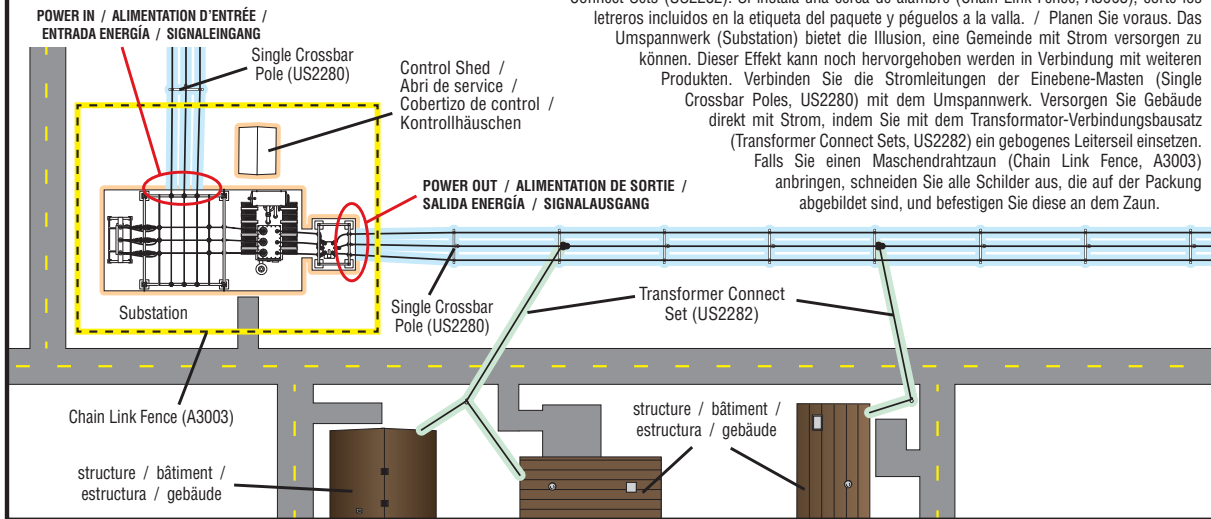 POWER IN / ALIMENTATION D'ENTRÉE /
ENTRADA ENERGÍA / SIGNALEINGANG
Single Crossbar
Pole (US2280)
Control Shed /
Abri de service /
Cobertizo de control /
Kontrollhäuschen
letreros incluidos en la etiqueta del paquete y péguelos a la valla. / Planen Sie voraus. Das
Umspannwerk (Substation) bietet die Illusion, eine Gemeinde mit Strom versorgen zu
können. Dieser Effekt kann noch hervorgehoben werden in Verbindung mit weiteren
Produkten. Verbinden Sie die Stromleitungen der Einebene-Masten (Single
Crossbar Poles, US2280) mit dem Umspannwerk. Versorgen Sie Gebäude
direkt mit Strom, indem Sie mit dem Transformator-Verbindungsbausatz
(Transformer Connect Sets, US2282) ein gebogenes Leiterseil einsetzen.
Falls Sie einen Maschendrahtzaun (Chain Link Fence, A3003)
anbringen, schneiden Sie alle Schilder aus, die auf der Packung
abgebildet sind, und befestigen Sie diese an dem Zaun.
POWER OUT / ALIMENTATION DE SORTIE /
SALIDA ENERGÍA / SIGNALAUSGANG
Substation
Single Crossbar
Pole (US2280)
Transformer Connect
Set (US2282)
Chain Link Fence (A3003)
structure / bâtiment /
estructura / gebäude
structure / bâtiment /
estructura / gebäude